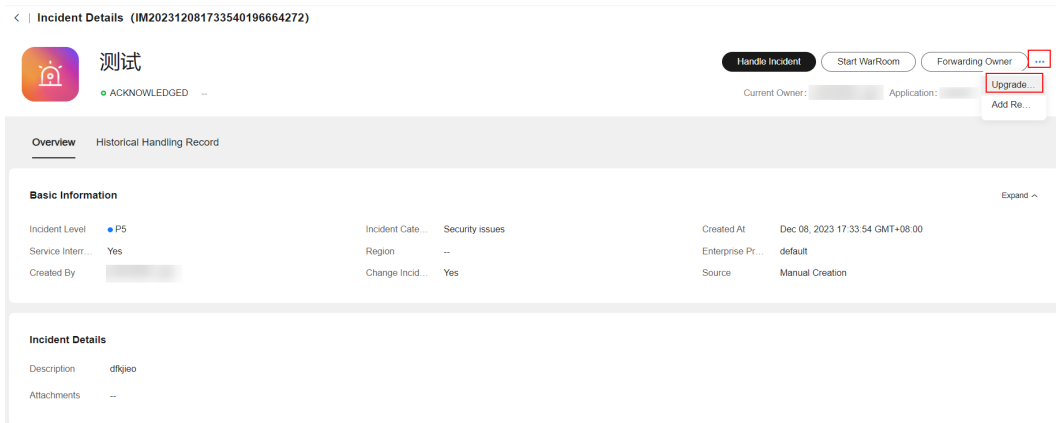 < | Incident Details (IM202312081733540196664272)
测试
Handle Incident Start WarRoom Forwarding Owner ...
ACKNOWLEDGED --
Current Owner: Application:
Upgrade...
Add Re...
Overview Historical Handling Record
Basic Information Expand
Incident Level P5 Incident Cate... Security issues Created At Dec 08, 2023 17:33:54 GMT+08:00
Service Interr... Yes Region -- Enterprise Pr... default
Created By Change Incid... Yes Source Manual Creation
Incident Details
Description dfkjieo
Attachments --